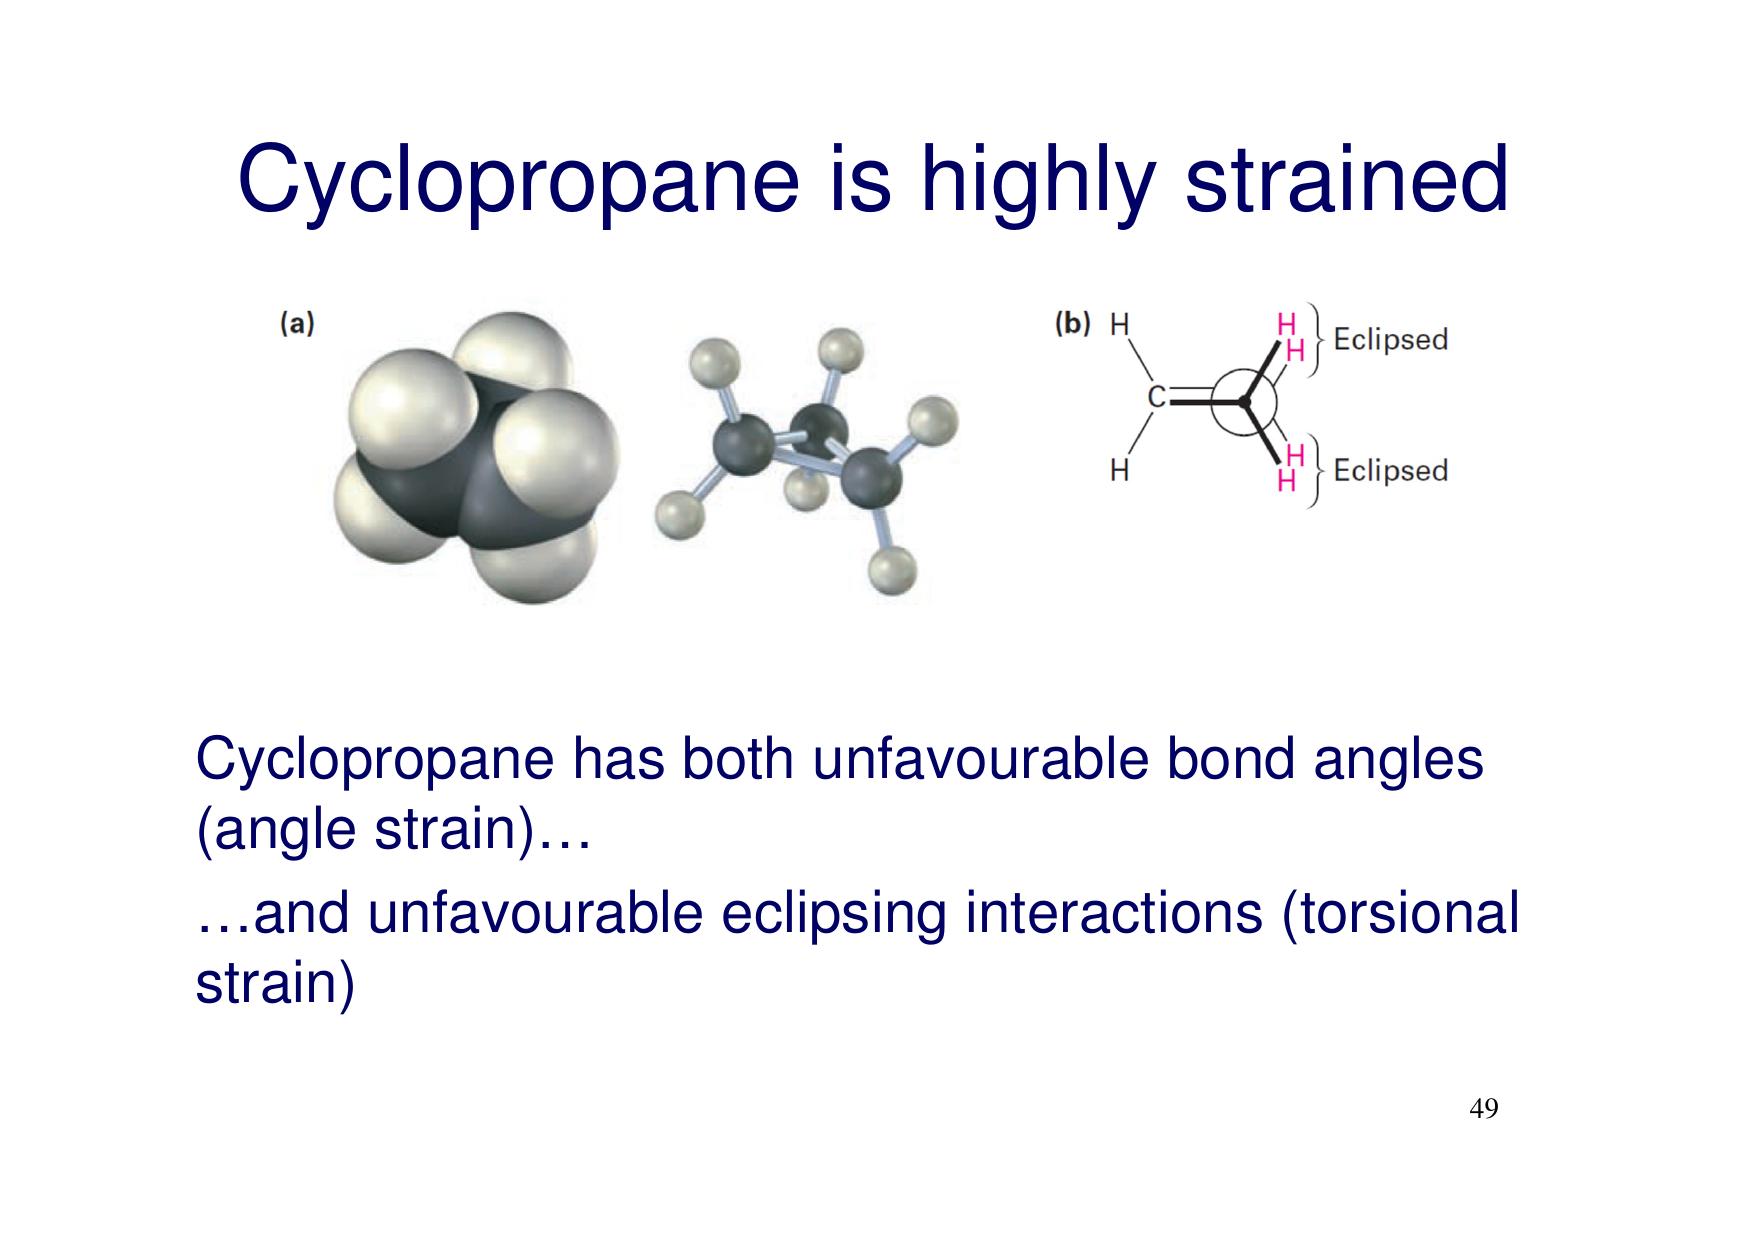 Cyclopropane is highly strained
(a)
(b)
H
H
H
Eclipsed
C
H
H
H
Eclipsed
Cyclopropane has both unfavourable bond angles
(angle strain)…
…and unfavourable eclipsing interactions (torsional
strain)
49